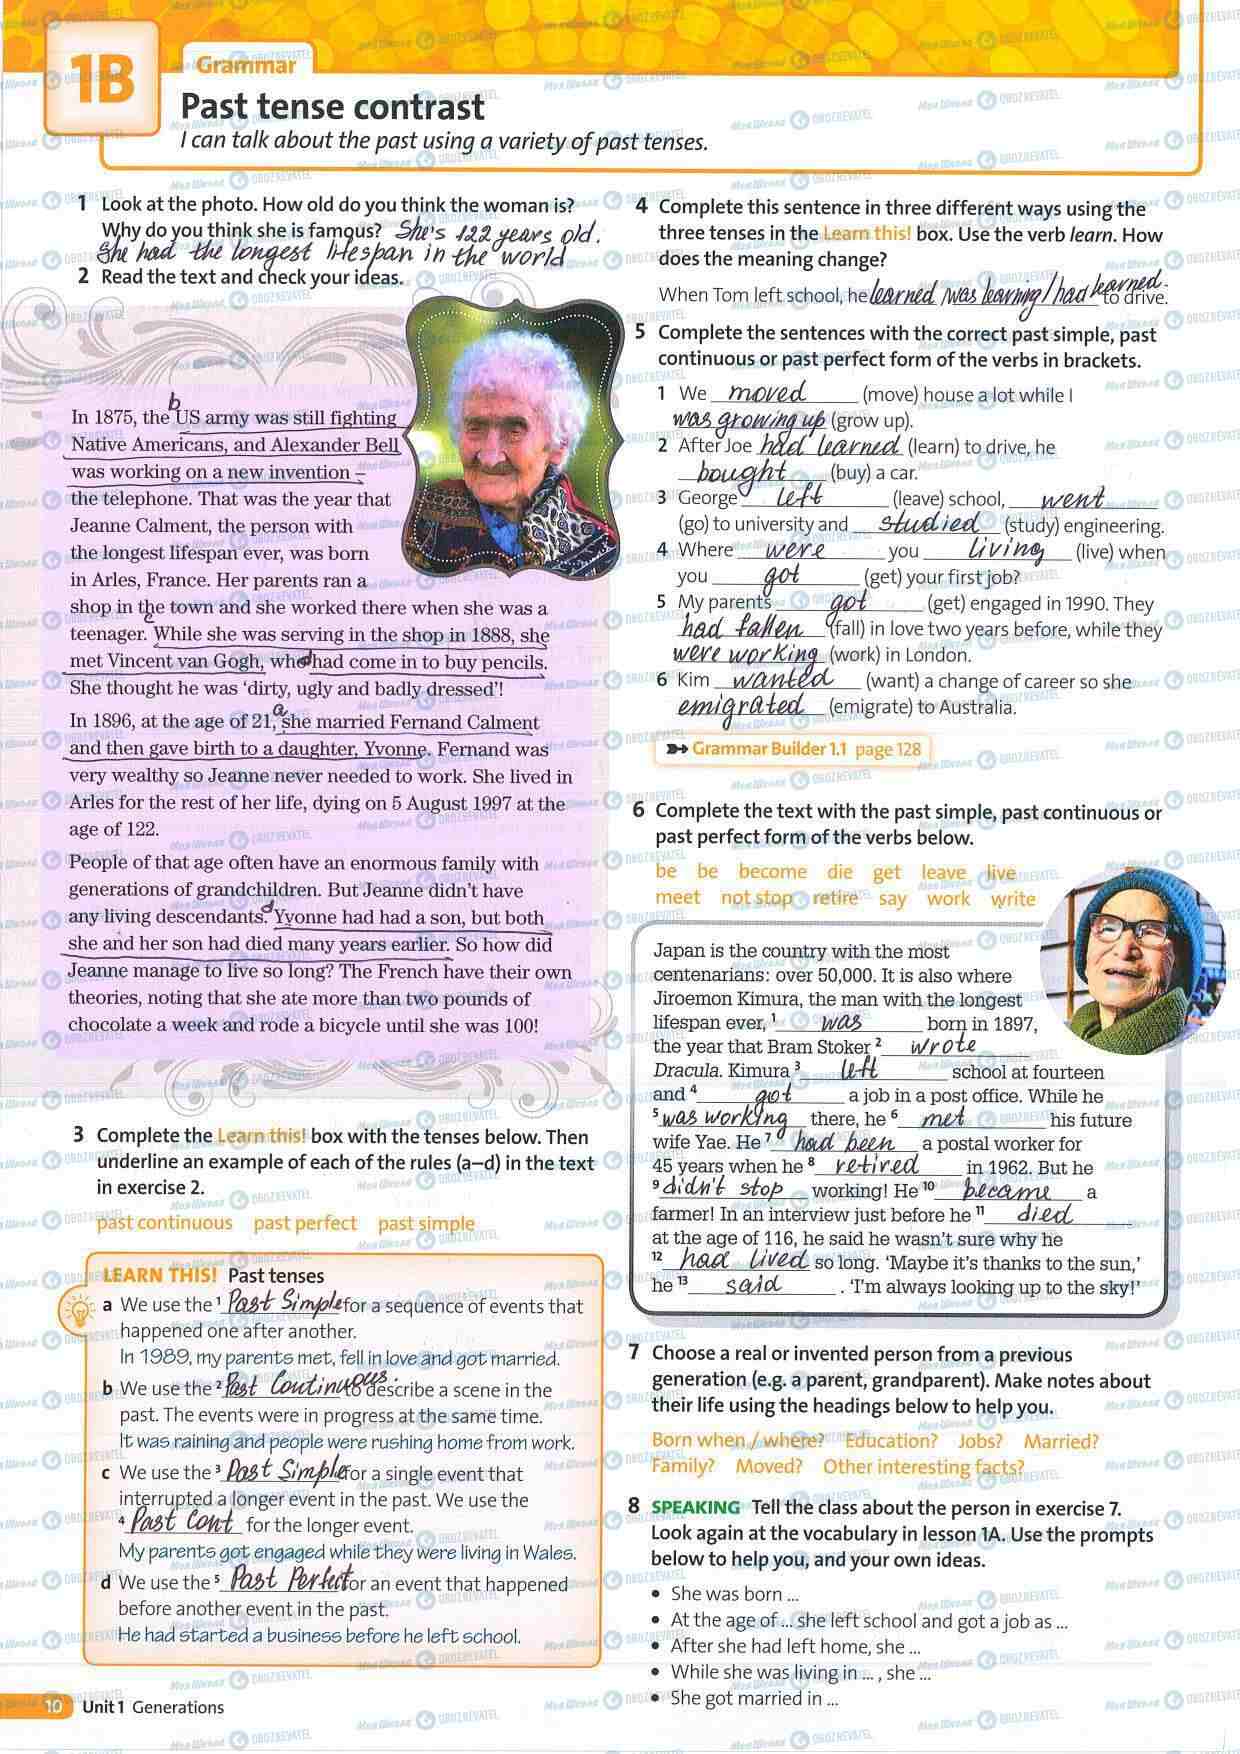 1B
Grammar
Past tense contrast
I can talk about the past using a variety of past tenses.
1 Look at the photo. How old do you think the woman is?
Why do you think she is famous? She's 122 years old.
She had the longest lifespan in the world
2 Read the text and check your ideas.
b
In 1875, the US army was still fighting
Native Americans, and Alexander Bell
was working on a new invention –
the telephone. That was the year that
Jeanne Calment, the person with
the longest lifespan ever, was born
in Arles, France. Her parents ran a
shop in the town and she worked there when she was a
c
teenager. While she was serving in the shop in 1888, she
met Vincent van Gogh, who had come in to buy pencils.
d
She thought he was ‘dirty, ugly and badly dressed’!
a
In 1896, at the age of 21, she married Fernand Calment
and then gave birth to a daughter, Yvonne. Fernand was
very wealthy so Jeanne never needed to work. She lived in
Arles for the rest of her life, dying on 5 August 1997 at the
age of 122.
People of that age often have an enormous family with
generations of grandchildren. But Jeanne didn’t have
d
any living descendants. Yvonne had had a son, but both
she and her son had died many years earlier. So how did
Jeanne manage to live so long? The French have their own
theories, noting that she ate more than two pounds of
chocolate a week and rode a bicycle until she was 100!
3 Complete the Learn this! box with the tenses below. Then
underline an example of each of the rules (a–d) in the text
in exercise 2.
past continuous past perfect past simple
LEARN THIS! Past tenses
a We use the 1 Past Simple for a sequence of events that
happened one after another.
In 1989, my parents met, fell in love and got married.
b We use the 2 Past Continuous to describe a scene in the
past. The events were in progress at the same time.
It was raining and people were rushing home from work.
c We use the 3 Past Simple for a single event that
interrupted a longer event in the past. We use the
4 Past Cont for the longer event.
My parents got engaged while they were living in Wales.
d We use the 5 Past Perfect for an event that happened
before another event in the past.
He had started a business before he left school.
10 Unit 1 Generations
4 Complete this sentence in three different ways using the
three tenses in the Learn this! box. Use the verb learn. How
does the meaning change?
When Tom left school, he learned / was learning / had learned to drive.
5 Complete the sentences with the correct past simple, past
continuous or past perfect form of the verbs in brackets.
1 We moved (move) house a lot while I
was growing up (grow up).
2 After Joe had learned (learn) to drive, he
bought (buy) a car.
3 George left (leave) school, went
(go) to university and studied (study) engineering.
4 Where were you living (live) when
you got (get) your first job?
5 My parents got (get) engaged in 1990. They
had fallen (fall) in love two years before, while they
were working (work) in London.
6 Kim wanted (want) a change of career so she
emigrated (emigrate) to Australia.
Grammar Builder 1.1 page 128
6 Complete the text with the past simple, past continuous or
past perfect form of the verbs below.
be be become die get leave live
meet not stop retire say work write
Japan is the country with the most
centenarians: over 50,000. It is also where
Jiroemon Kimura, the man with the longest
lifespan ever, 1 was born in 1897,
the year that Bram Stoker 2 wrote
Dracula. Kimura 3 left school at fourteen
and 4 got a job in a post office. While he
5 was working there, he 6 met his future
wife Yae. He 7 had been a postal worker for
45 years when he 8 retired in 1962. But he
9 didn't stop working! He 10 became a
farmer! In an interview just before he 11 died
at the age of 116, he said he wasn’t sure why he
12 had lived so long. ‘Maybe it’s thanks to the sun,’
he 13 said . ‘I’m always looking up to the sky!’
7 Choose a real or invented person from a previous
generation (e.g. a parent, grandparent). Make notes about
their life using the headings below to help you.
Born when / where? Education? Jobs? Married?
Family? Moved? Other interesting facts?
8 SPEAKING Tell the class about the person in exercise 7.
Look again at the vocabulary in lesson 1A. Use the prompts
below to help you, and your own ideas.
• She was born ...
• At the age of ... she left school and got a job as ...
• After she had left home, she ...
• While she was living in ... , she ...
• She got married in ...